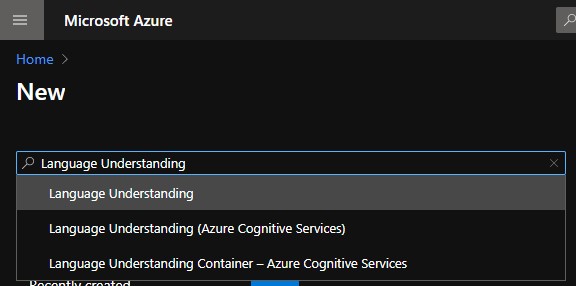 Microsoft Azure
Home
New
Language Understanding
Language Understanding
Language Understanding (Azure Cognitive Services)
Language Understanding Container – Azure Cognitive Services
Recently created